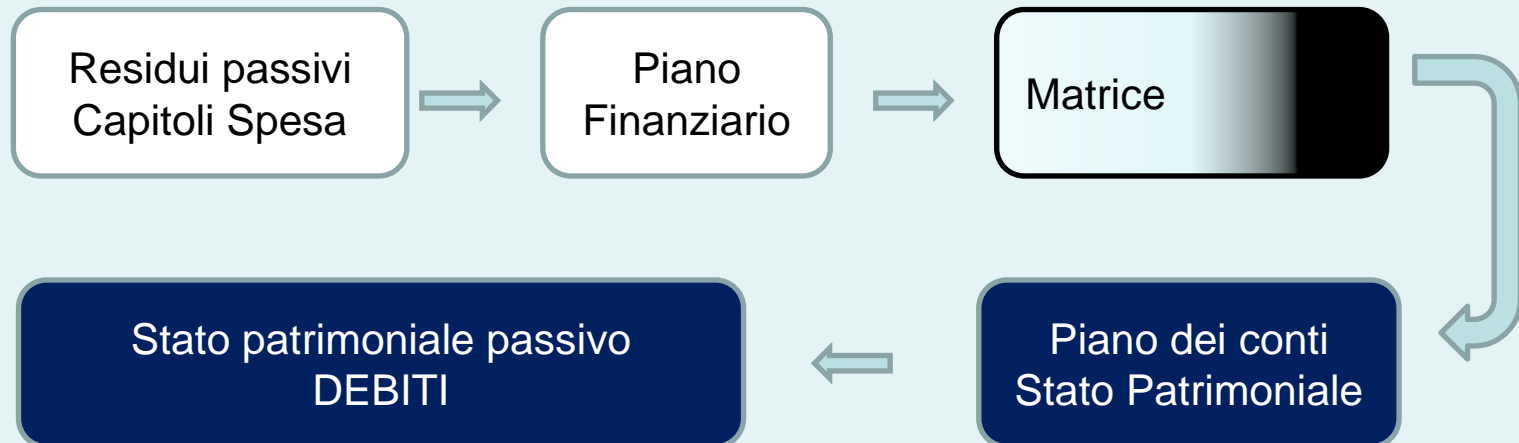 Residui passivi
Capitoli Spesa
Piano
Finanziario
Matrice
Piano dei conti
Stato Patrimoniale
Stato patrimoniale passivo
DEBITI